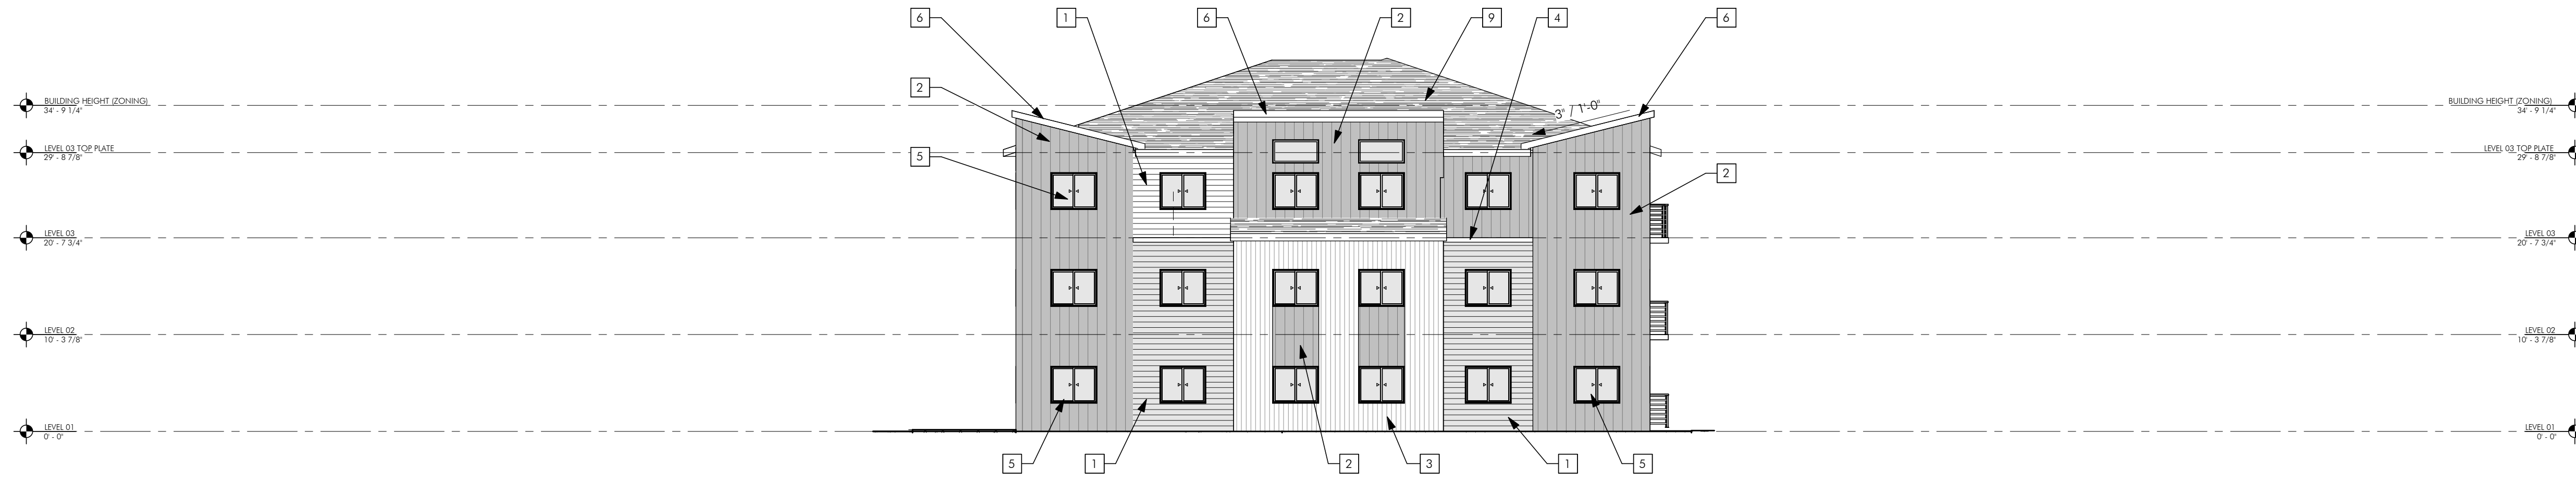 6
1
6
2
9
4
6
2
BUILDING HEIGHT (ZONING)
34' - 9 1/4"
3" / 1'-0"
BUILDING HEIGHT (ZONING)
34' - 9 1/4"
LEVEL 03 TOP PLATE
29' - 8 7/8"
5
LEVEL 03 TOP PLATE
29' - 8 7/8"
2
LEVEL 03
20' - 7 3/4"
LEVEL 03
20' - 7 3/4"
LEVEL 02
10' - 3 7/8"
LEVEL 02
10' - 3 7/8"
LEVEL 01
0' - 0"
LEVEL 01
0' - 0"
5
1
2
3
1
5